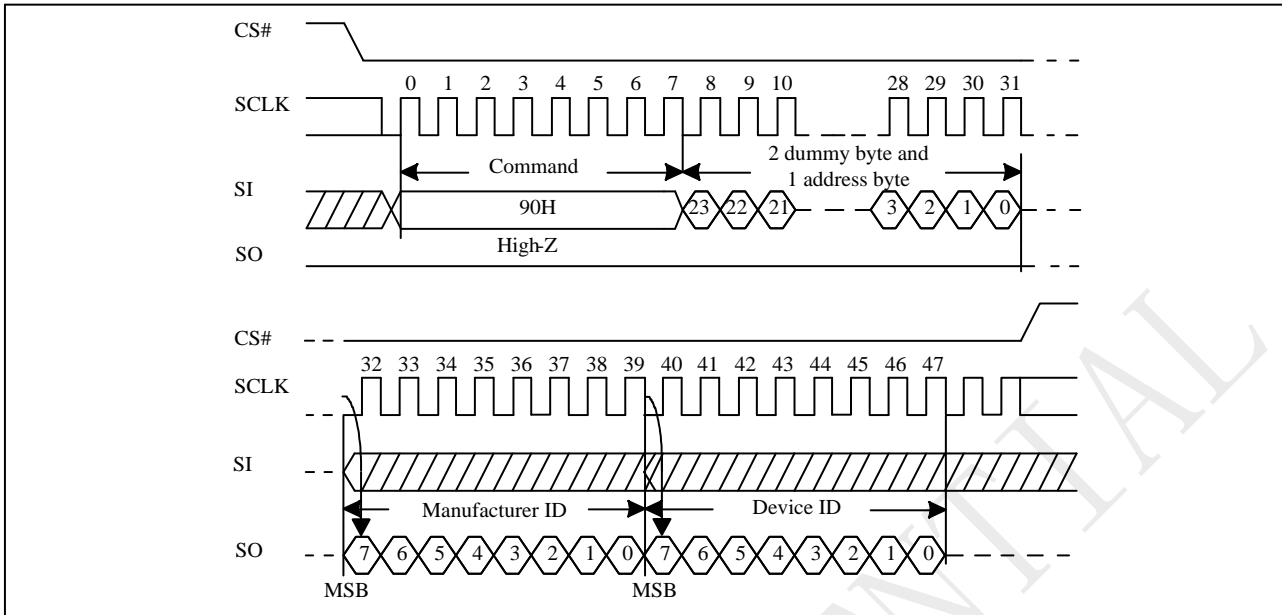 CS#
0 1 2 3 4 5 6 7 8 9 10 28 29 30 31
SCLK
Command
2 dummy byte and
1 address byte
SI
90H
23 22 21 3 2 1 0
High-Z
SO
CS#
32 33 34 35 36 37 38 39 40 41 42 43 44 45 46 47
SCLK
SI
Manufacturer ID
Device ID
SO
7 6 5 4 3 2 1 0 7 6 5 4 3 2 1 0
MSB
MSB
NTIAL